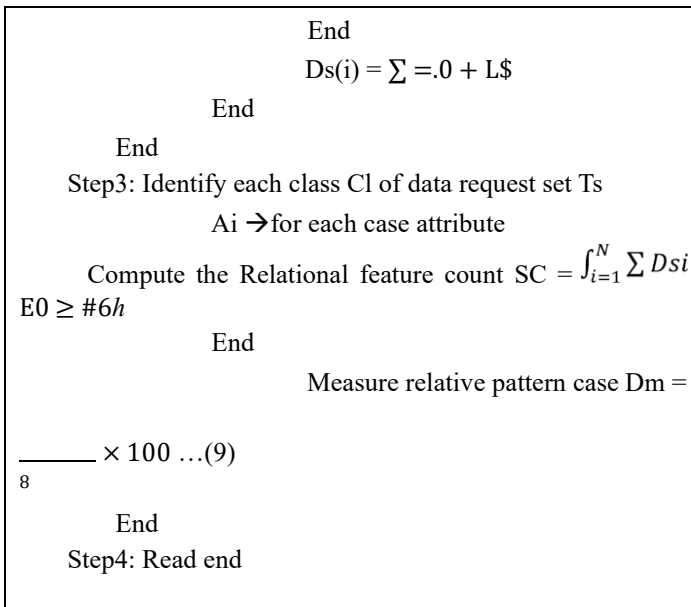 End
Ds(i) = ∑ =.0 + L$
End
End
Step3: Identify each class Cl of data request set Ts
Ai →for each case attribute
Compute the Relational feature count SC = ∫_{i=1}^{N} ∑ Dsi
E0 ≥ #6h
End
Measure relative pattern case Dm =
______ × 100 …(9)
8
End
Step4: Read end